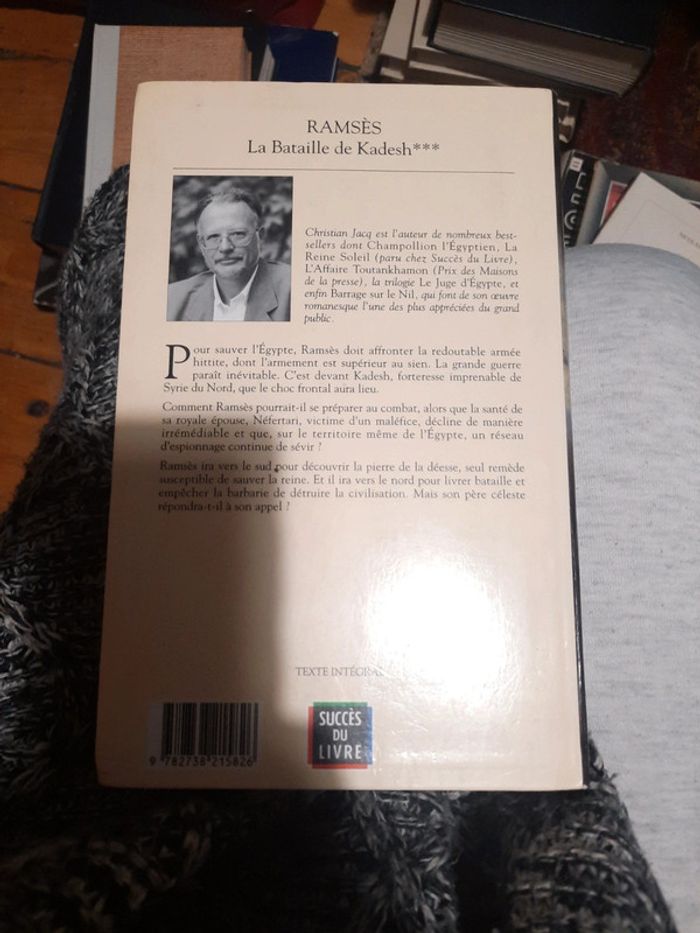 RAMSÈS
La Bataille de Kadesh***
Christian Jacq est l'auteur de nombreux best-
sellers dont Champollion l'Égyptien, La
Reine Soleil (paru chez Succès du Livre),
L'Affaire Toutankhamon (Prix des Maisons
de la presse), la trilogie Le Juge d'Égypte, et
enfin Barrage sur le Nil, qui font de son œuvre
romanesque l'une des plus appréciées du grand
public.
Pour sauver l'Égypte, Ramsès doit affronter la redoutable armée
hittite, dont l'armement est supérieur au sien. La grande guerre
paraît inévitable. C'est devant Kadesh, forteresse imprenable de
Syrie du Nord, que le choc frontal aura lieu.
Comment Ramsès pourrait-il se préparer au combat, alors que la santé de
sa royale épouse, Néfertari, victime d'un maléfice, décline de manière
irrémédiable et que, sur le territoire même de l'Égypte, un réseau
d'espionnage continue de sévir ?
Ramsès ira vers le sud pour découvrir la pierre de la déesse, seul remède
susceptible de sauver la reine. Et il ira vers le nord pour livrer bataille et
empêcher la barbarie de détruire la civilisation. Mais son père céleste
répondra-t-il à son appel ?
TEXTE INTÉGRAL
SUCCÈS
DU
LIVRE
9 782738 215826